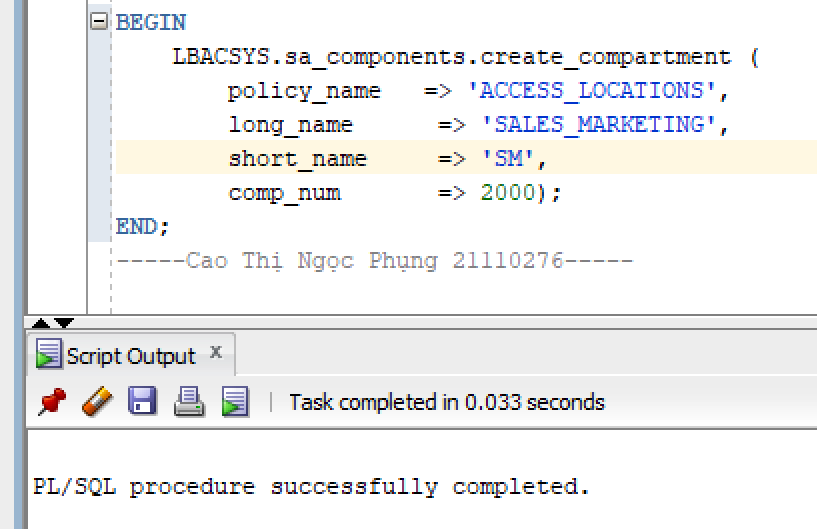 BEGIN
LBACSYS.sa_components.create_compartment (
policy_name => 'ACCESS_LOCATIONS',
long_name => 'SALES_MARKETING',
short_name => 'SM',
comp_num => 2000);
END;
-----Cao Thị Ngọc Phụng 21110276-----
Script Output x
Task completed in 0.033 seconds
PL/SQL procedure successfully completed.